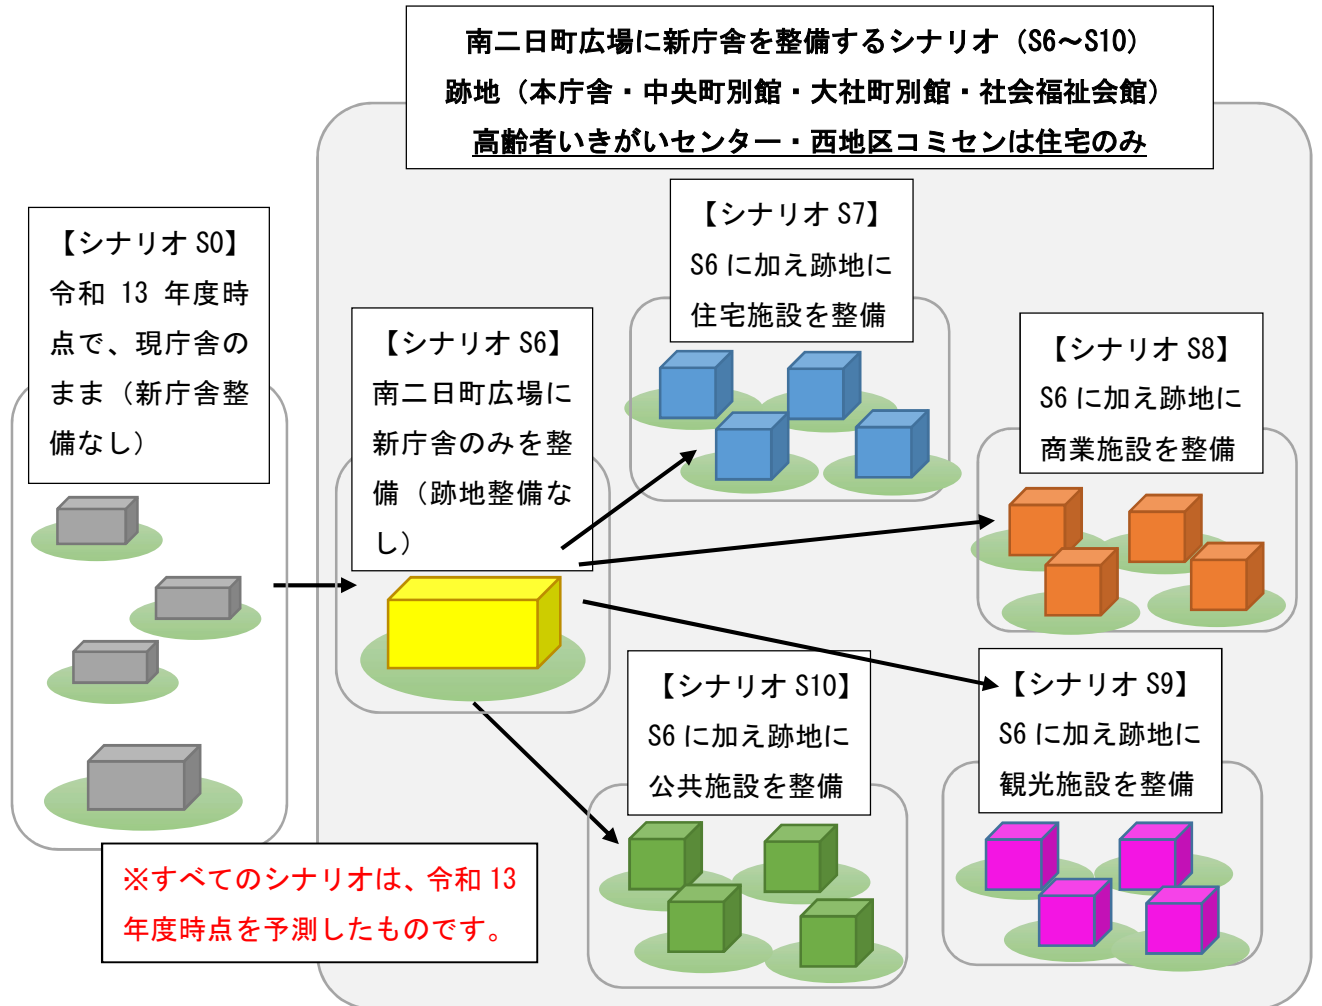 南二日町広場に新庁舎を整備するシナリオ（S6～S10）
跡地（本庁舎・中央町別館・大社町別館・社会福祉会館）
高齢者いきがいセンター・西地区コミセンは住宅のみ
【シナリオ S0】
令和 13 年度時
点で、現庁舎の
まま（新庁舎整
備なし）
【シナリオ S6】
南二日町広場に
新庁舎のみを整
備（跡地整備な
し）
【シナリオ S7】
S6 に加え跡地に
住宅施設を整備
【シナリオ S8】
S6 に加え跡地に
商業施設を整備
【シナリオ S10】
S6 に加え跡地に
公共施設を整備
【シナリオ S9】
S6 に加え跡地に
観光施設を整備
※すべてのシナリオは、令和 13
年度時点を予測したものです。